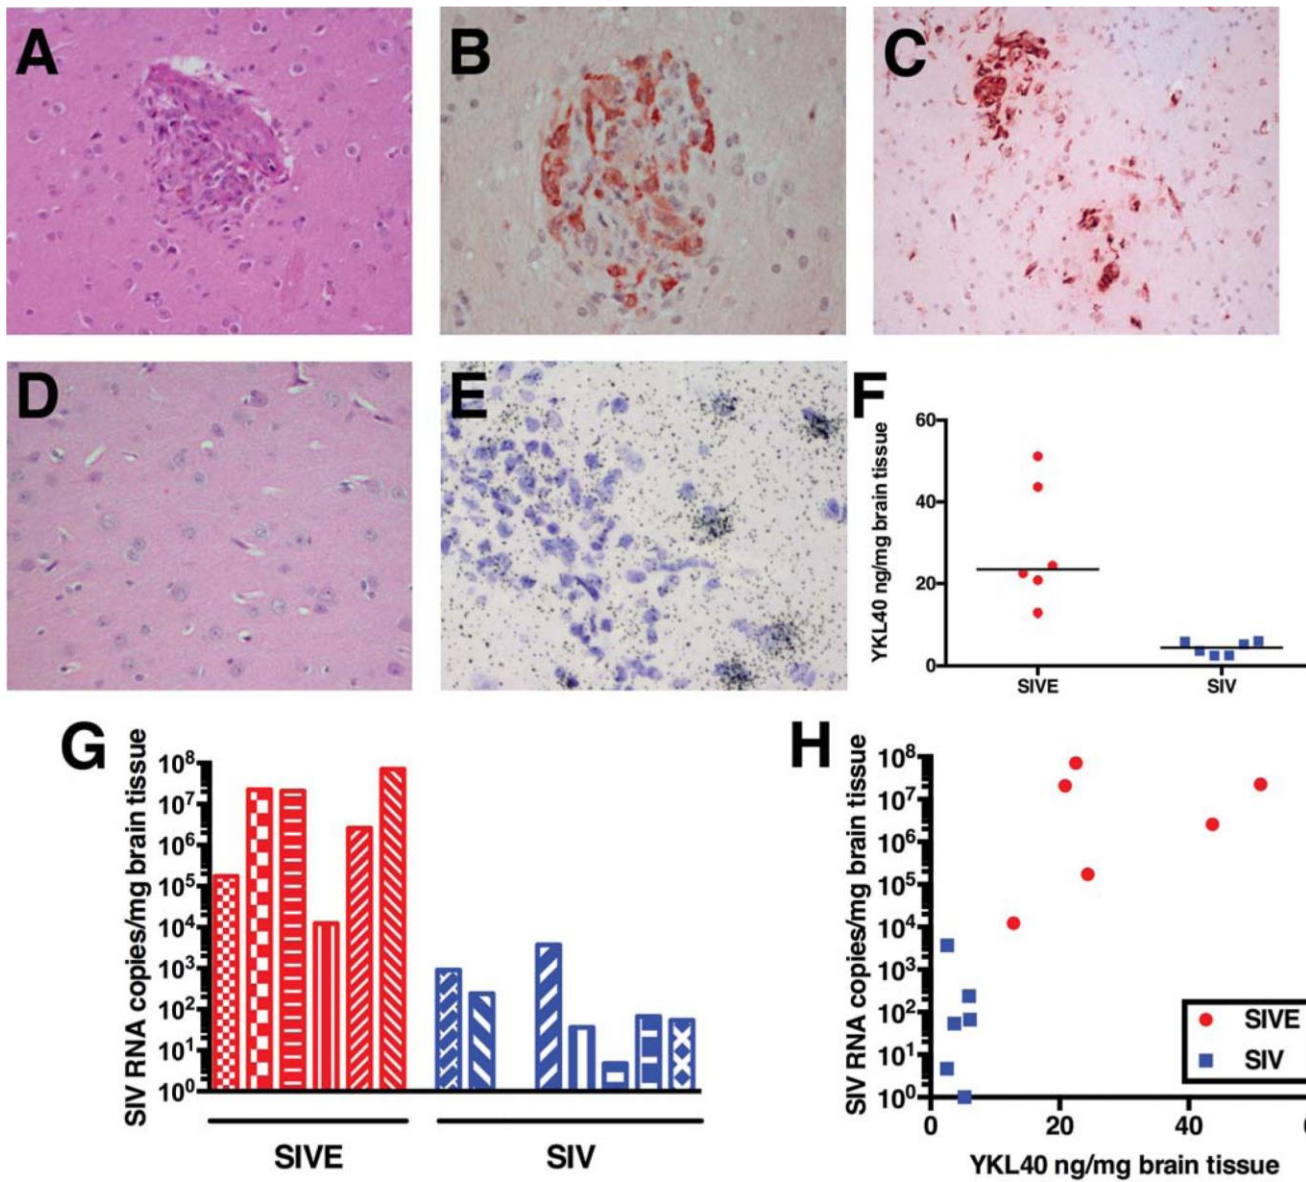 A
B
C
D
E
F
YKL40 ng/mg brain tissue
60
40
20
0
SIVE
SIV
G
SIV RNA copies/mg brain tissue
10⁸
10⁷
10⁶
10⁵
10⁴
10³
10²
10¹
10⁰
SIVE
SIV
H
SIV RNA copies/mg brain tissue
10⁸
10⁷
10⁶
10⁵
10⁴
10³
10²
10¹
10⁰
SIVE
SIV
0
20
40
YKL40 ng/mg brain tissue